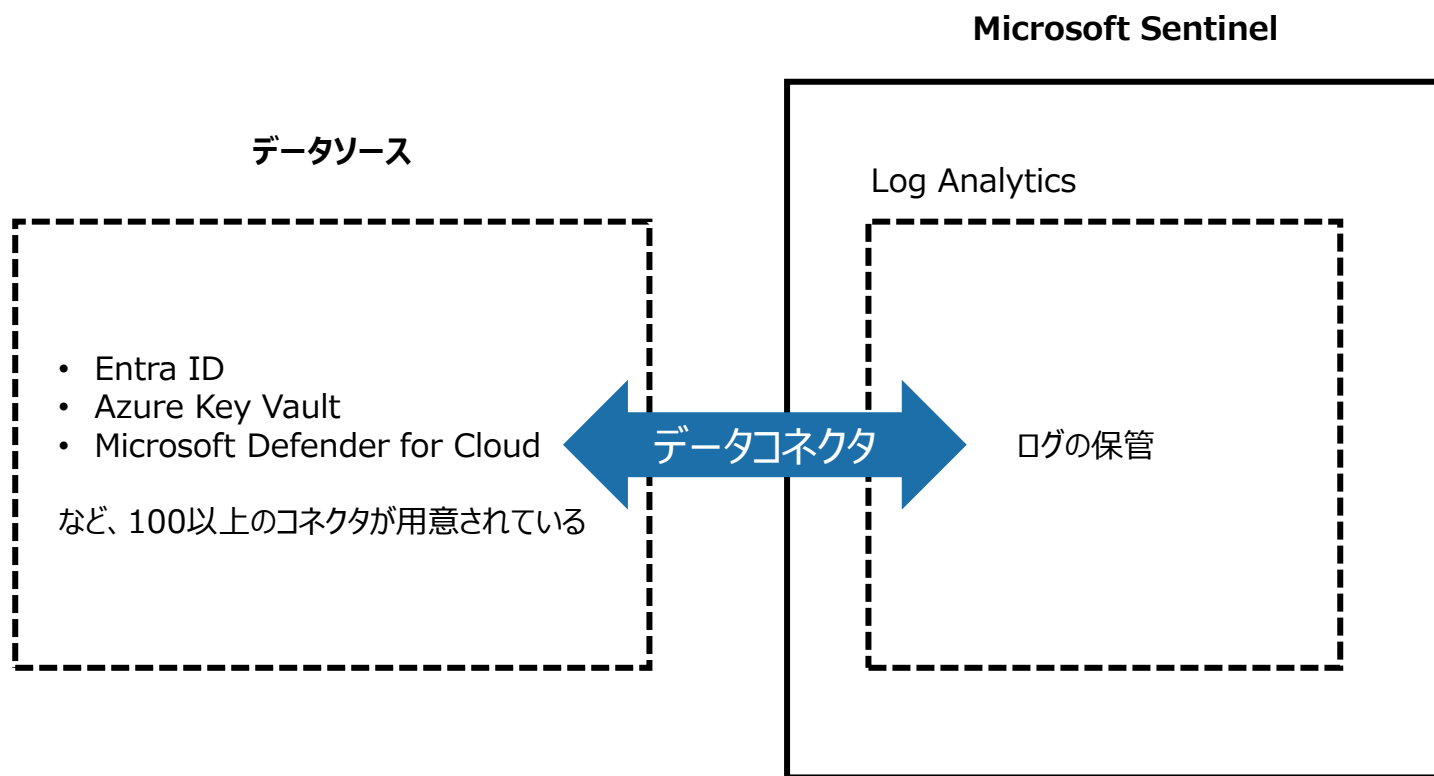 Microsoft Sentinel
データソース
Log Analytics
• Entra ID
• Azure Key Vault
• Microsoft Defender for Cloud
など、100以上のコネクタが用意されている
データコネクタ
ログの保管